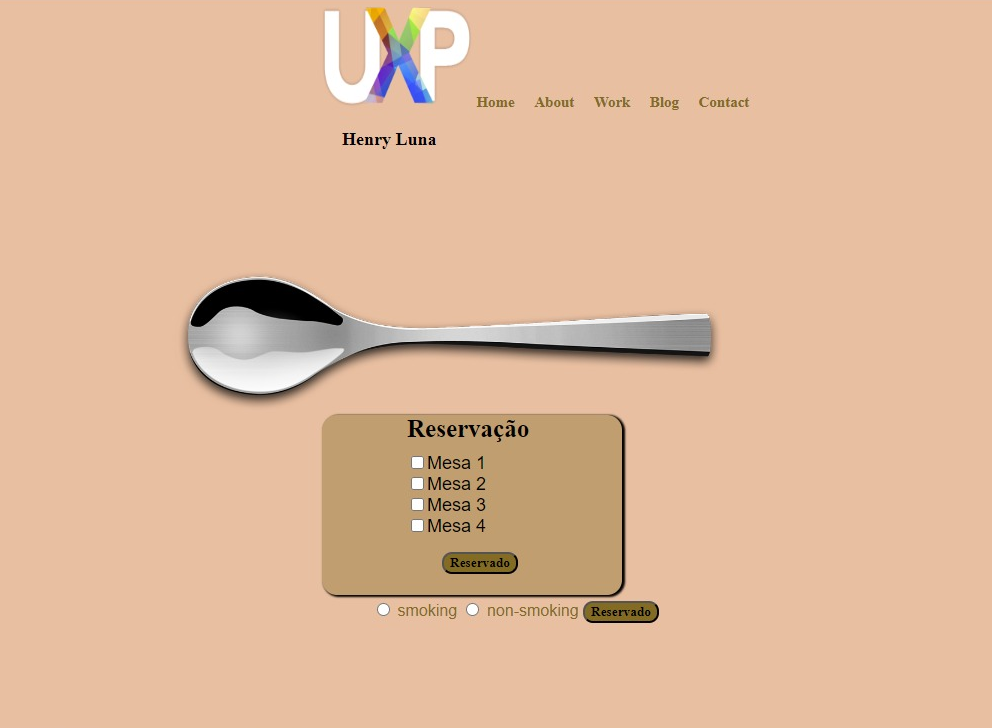 UXP
Home About Work Blog Contact
Henry Luna
Reservação
Mesa 1
Mesa 2
Mesa 3
Mesa 4
Reservado
smoking non-smoking Reservado